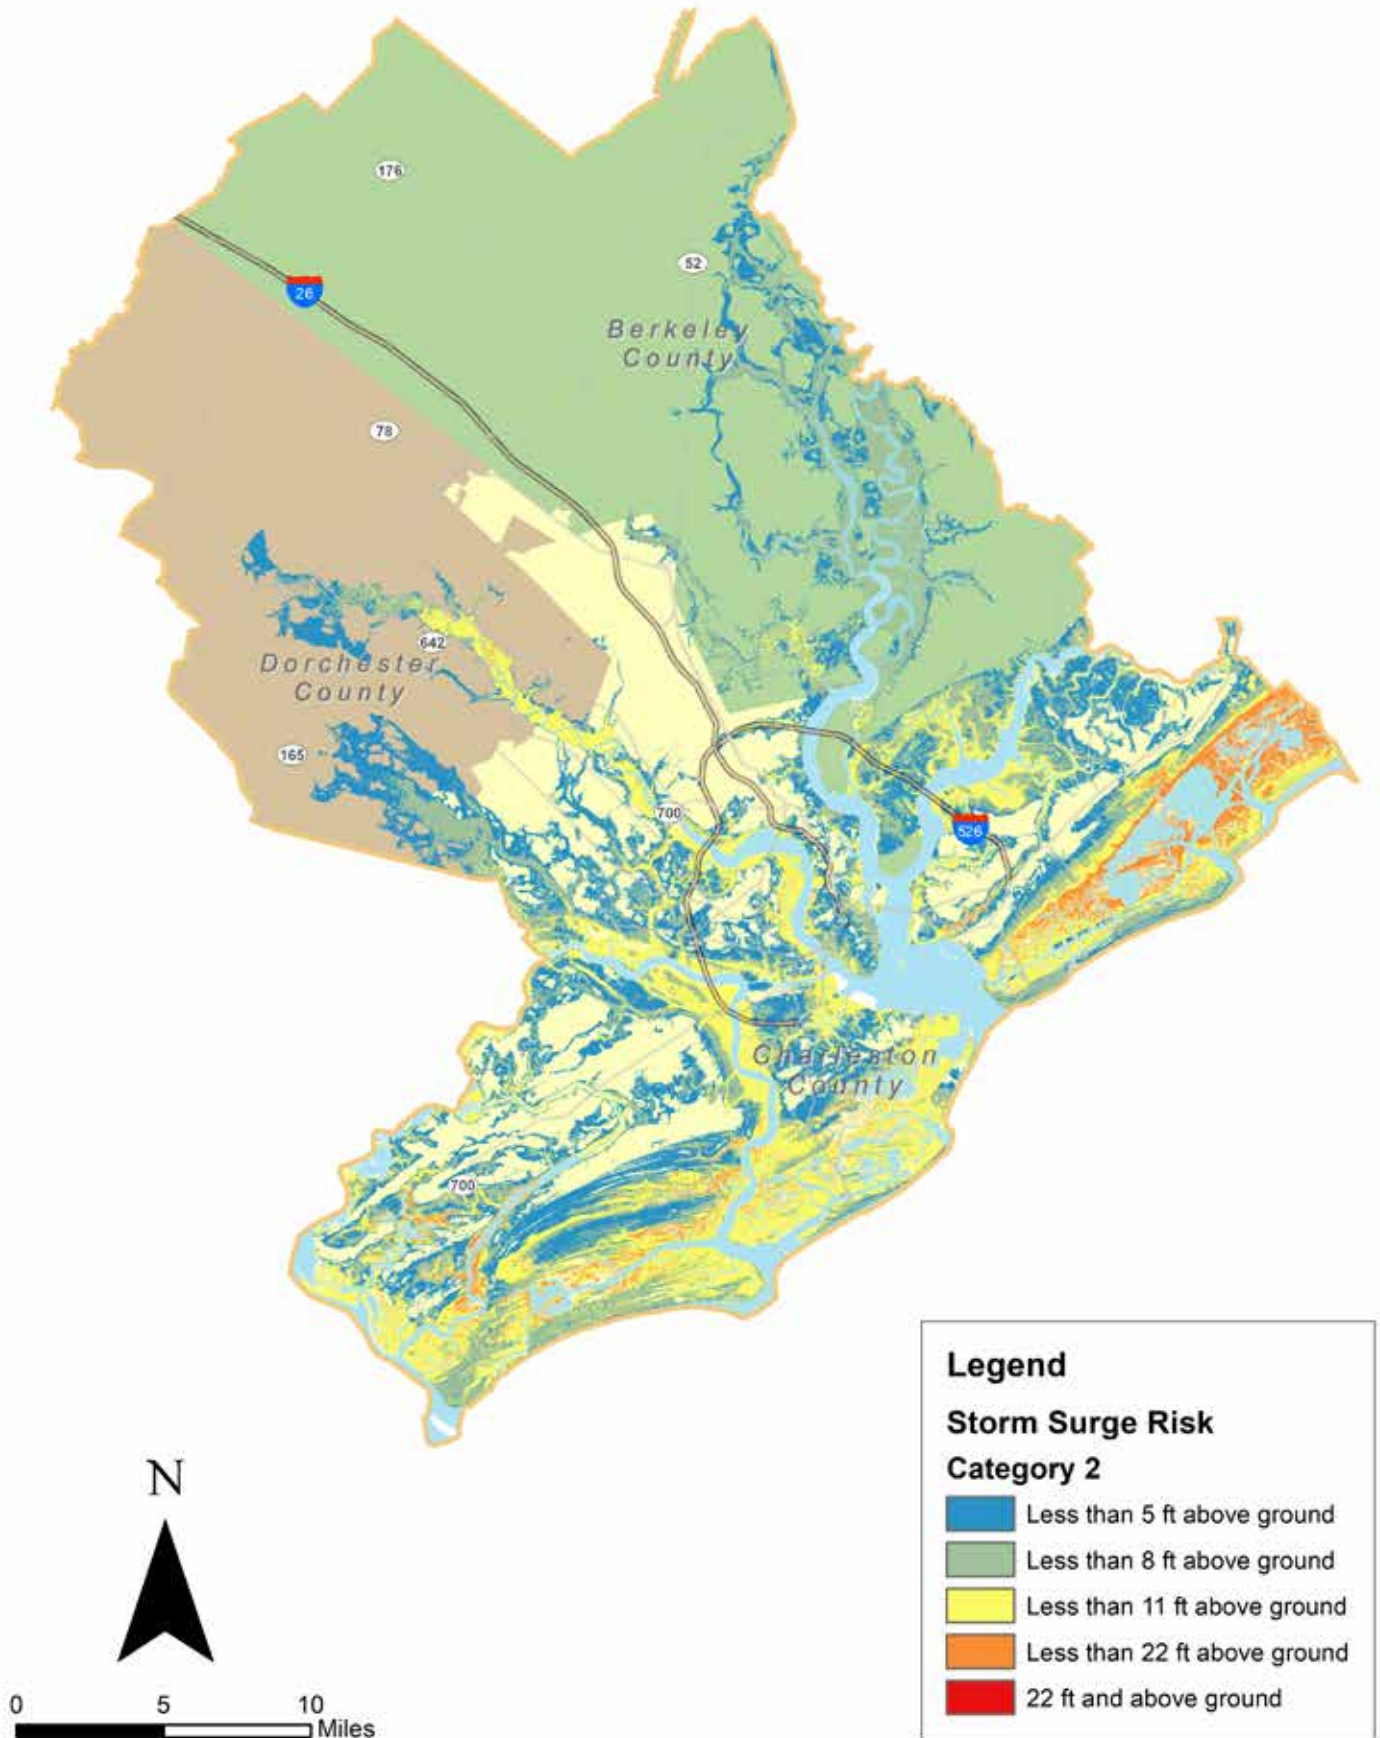 176
52
26
Berkeley
County
78
642
Dorchester
County
165
700
526
Charleston
County
700
Legend
Storm Surge Risk
Category 2
Less than 5 ft above ground
Less than 8 ft above ground
Less than 11 ft above ground
Less than 22 ft above ground
22 ft and above ground
N
0 5 10
Miles